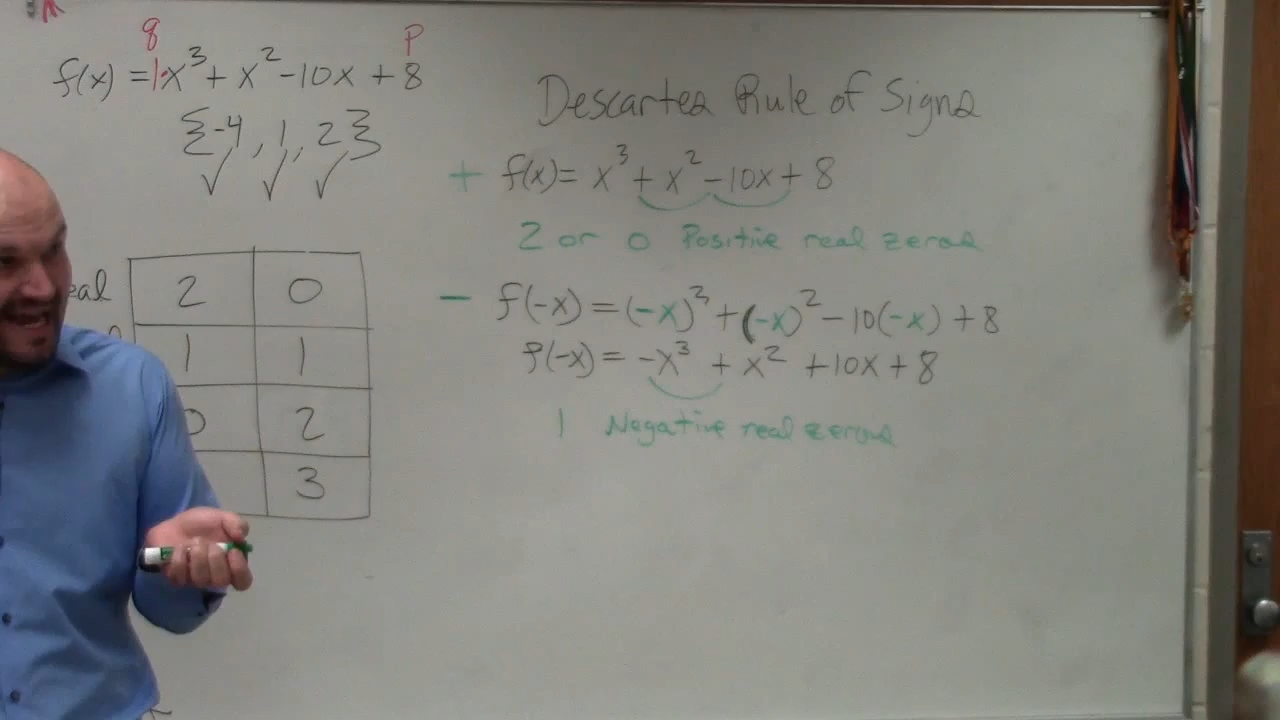 q p
f(x) = 1·x³ + x² - 10x + 8
{-4, 1, 2}
✓ ✓ ✓
2 0
1 1
0 2
3
Descartes Rule of Signs
+ f(x) = x³ + x² - 10x + 8
2 or 0 Positive real zeros
- f(-x) = (-x)³ + (-x)² - 10(-x) + 8
f(-x) = -x³ + x² + 10x + 8
1 Negative real zeros